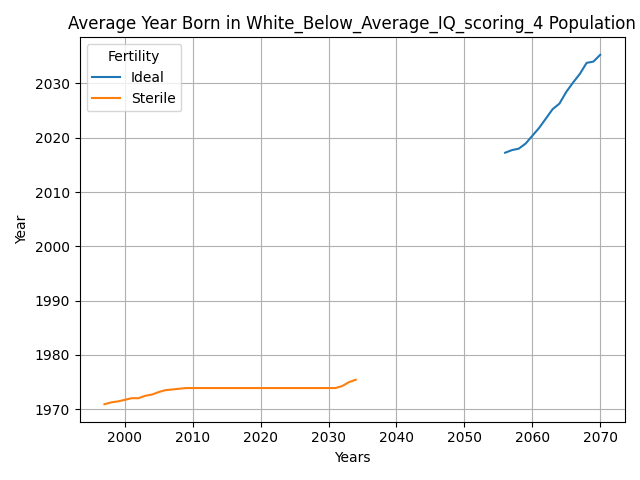 Average Year Born in White_Below_Average_IQ_scoring_4 Population
Fertility
Ideal
Sterile
Year
2030
2020
2010
2000
1990
1980
1970
2000 2010 2020 2030 2040 2050 2060 2070
Years